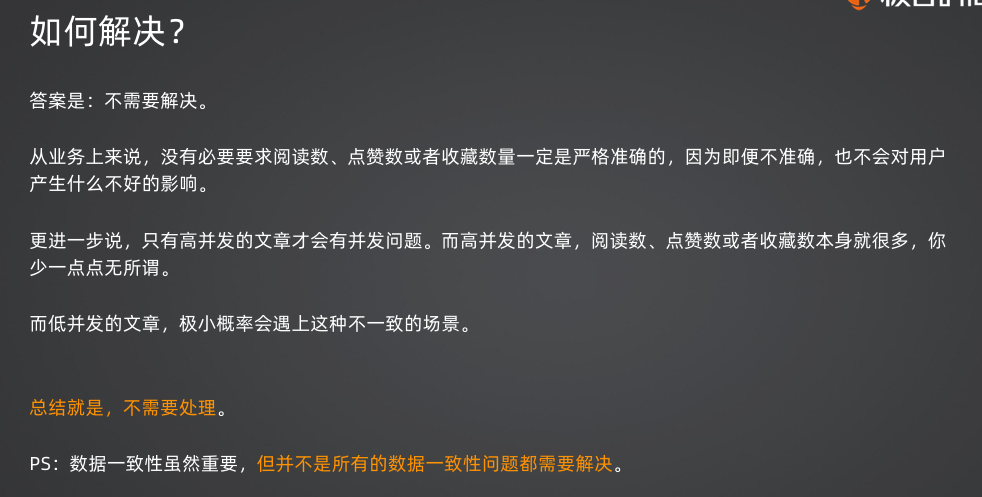 如何解决？
答案是：不需要解决。
从业务上来说，没有必要要求阅读数、点赞数或者收藏数量一定是严格准确的，因为即便不准确，也不会对用户
产生什么不好的影响。
更进一步说，只有高并发的文章才会有并发问题。而高并发的文章，阅读数、点赞数或者收藏数本身就很多，你
少一点点无所谓。
而低并发的文章，极小概率会遇上这种不一致的场景。
总结就是，不需要处理。
PS：数据一致性虽然重要，但并不是所有的数据一致性问题都需要解决。